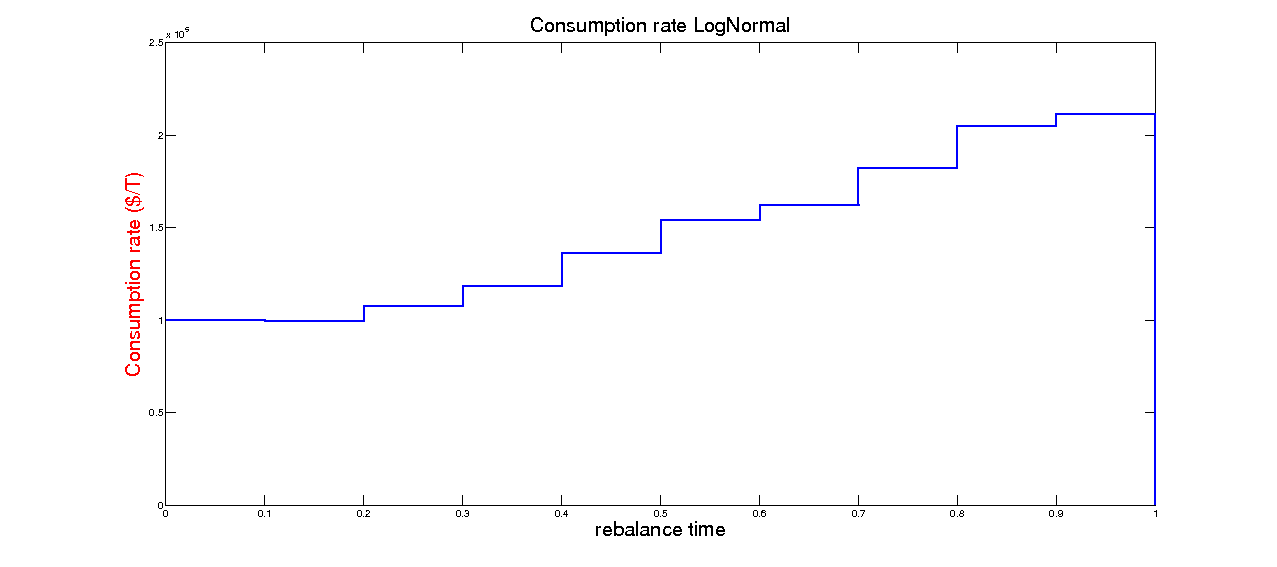 Consumption rate LogNormal
x 10^5
2.5
2
1.5
1
0.5
0
Consumption rate ($/T)
0 0.1 0.2 0.3 0.4 0.5 0.6 0.7 0.8 0.9 1
rebalance time